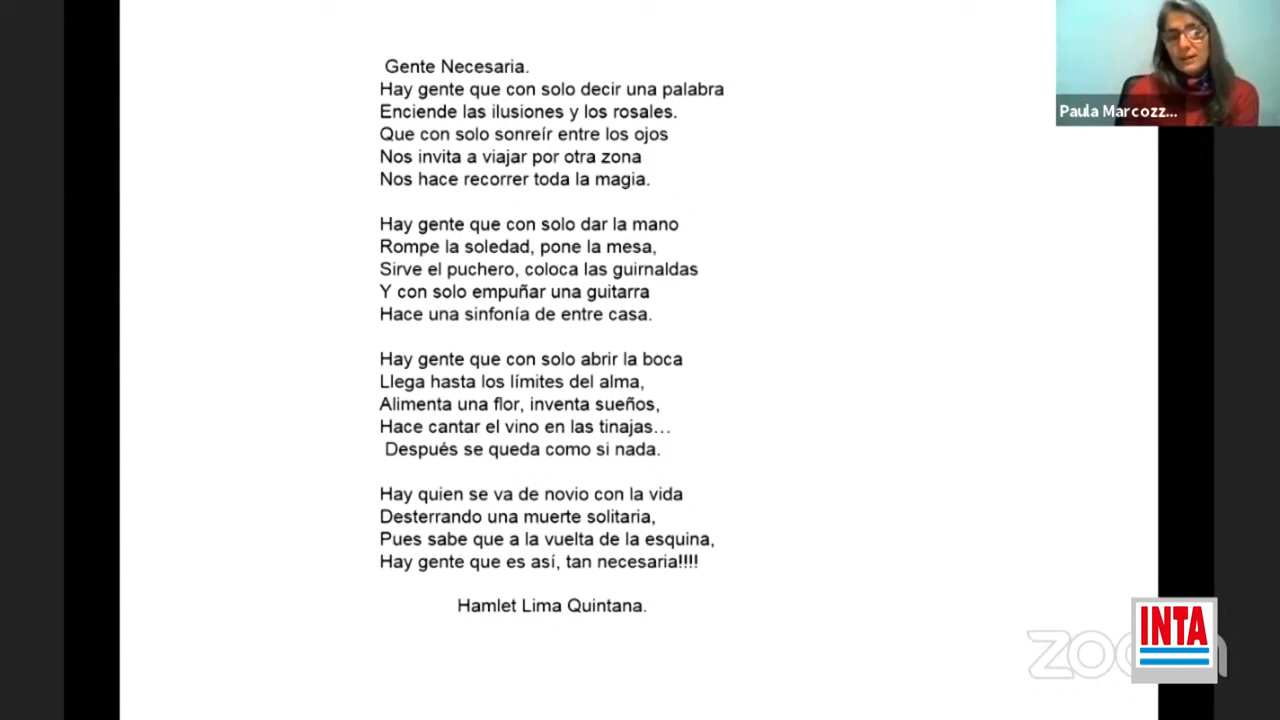 Gente Necesaria.
Hay gente que con solo decir una palabra
Enciende las ilusiones y los rosales.
Que con solo sonreír entre los ojos
Nos invita a viajar por otra zona
Nos hace recorrer toda la magia.
Hay gente que con solo dar la mano
Rompe la soledad, pone la mesa,
Sirve el puchero, coloca las guirnaldas
Y con solo empuñar una guitarra
Hace una sinfonía de entre casa.
Hay gente que con solo abrir la boca
Llega hasta los límites del alma,
Alimenta una flor, inventa sueños,
Hace cantar el vino en las tinajas…
Después se queda como si nada.
Hay quien se va de novio con la vida
Desterrando una muerte solitaria,
Pues sabe que a la vuelta de la esquina,
Hay gente que es así, tan necesaria!!!!
Hamlet Lima Quintana.
Paula Marcozz...
INTA
zoom